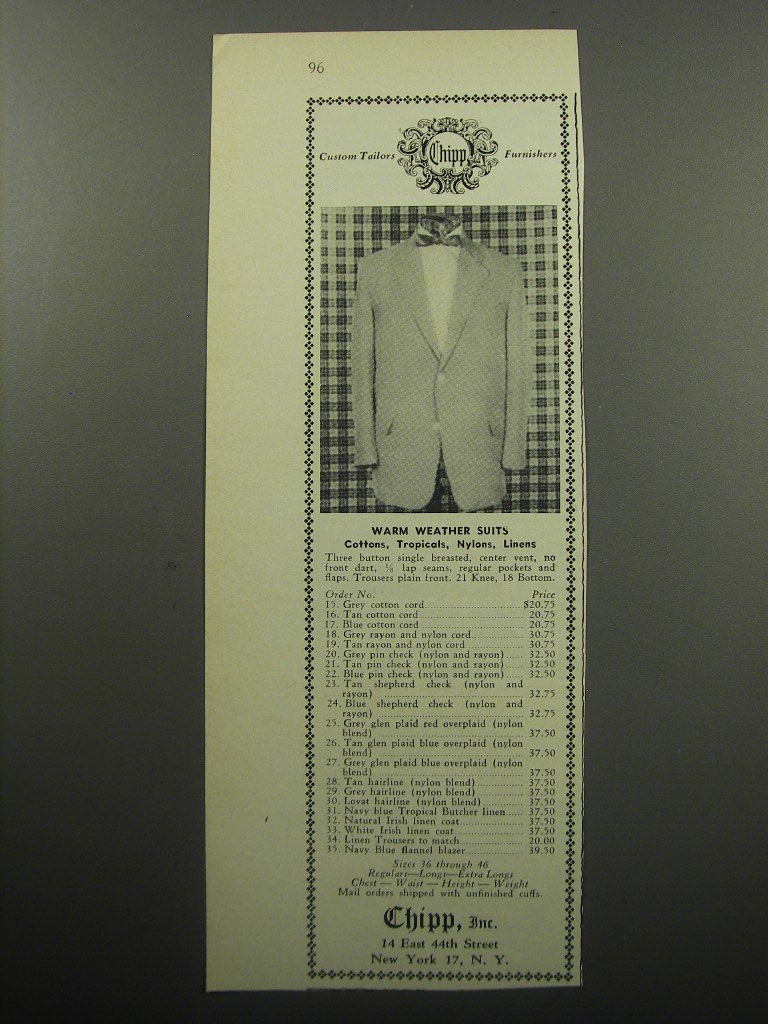 96
Custom Tailors Chipp Furnishers
WARM WEATHER SUITS
Cottons, Tropicals, Nylons, Linens
Three button single breasted, center vent, no
front dart, ⅜ lap seams, regular pockets and
flaps. Trousers plain front. 21 Knee, 18 Bottom.
Order No. Price
15. Grey cotton cord $20.75
16. Tan cotton cord 20.75
17. Blue cotton cord 20.75
18. Grey rayon and nylon cord 30.75
19. Tan rayon and nylon cord 30.75
20. Grey pin check (nylon and rayon) 32.50
21. Tan pin check (nylon and rayon) 32.50
22. Blue pin check (nylon and rayon) 32.50
23. Tan shepherd check (nylon and
rayon) 32.75
24. Blue shepherd check (nylon and
rayon) 32.75
25. Grey glen plaid red overplaid (nylon
blend) 37.50
26. Tan glen plaid blue overplaid (nylon
blend) 37.50
27. Grey glen plaid blue overplaid (nylon
blend) 37.50
28. Tan hairline (nylon blend) 37.50
29. Grey hairline (nylon blend) 37.50
30. Lovat hairline (nylon blend) 37.50
31. Navy blue Tropical Butcher linen 37.50
32. Natural Irish linen coat 37.50
33. White Irish linen coat 37.50
34. Linen Trousers to match 20.00
35. Navy Blue flannel blazer 39.50
Sizes 36 through 46
Regulars—Longs—Extra Longs
Chest — Waist — Height — Weight
Mail orders shipped with unfinished cuffs.
Chipp, Inc.
14 East 44th Street
New York 17, N. Y.